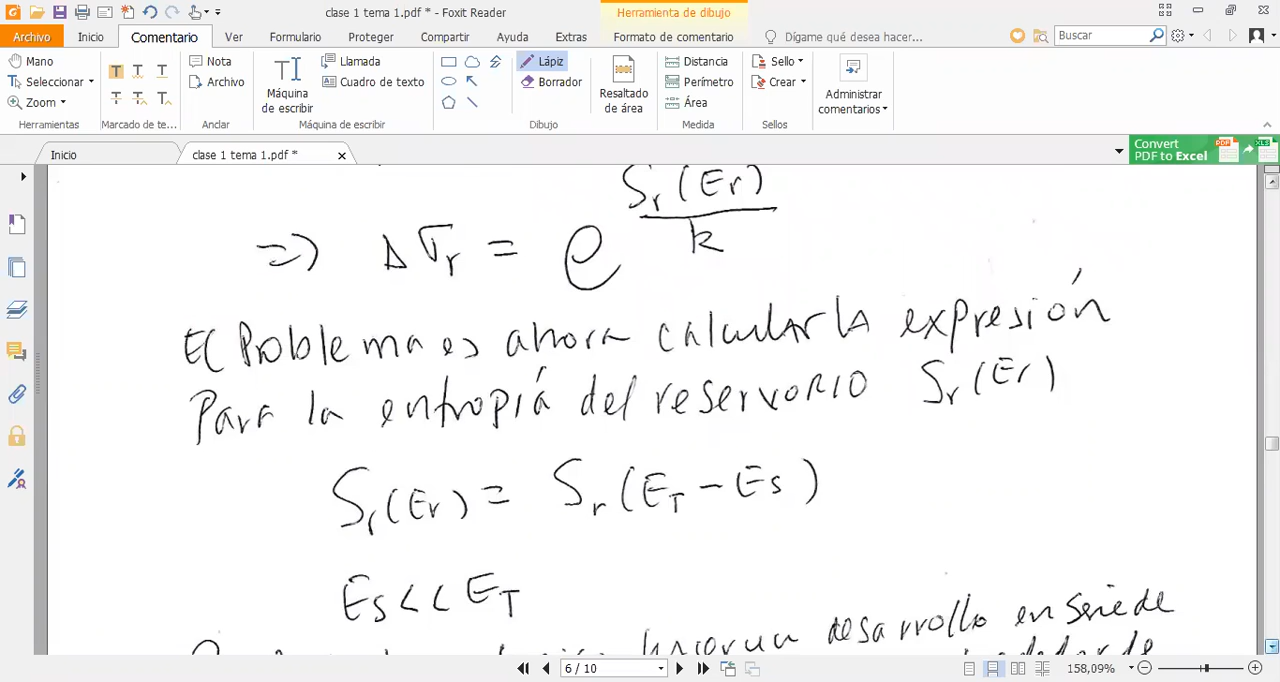 clase 1 tema 1.pdf * - Foxit Reader
Herramienta de dibujo
Archivo Inicio Comentario Ver Formulario Proteger Compartir Ayuda Extras Formato de comentario Dígame qué desea hacer... Buscar
Mano
Seleccionar
Zoom
Herramientas
T T T
T T T
Marcado de te...
Nota
Archivo
Anclar
Máquina
de escribir
Llamada
Cuadro de texto
Máquina de escribir
Lápiz
Borrador
Dibujo
Resaltado
de área
Distancia
Perímetro
Área
Medida
Sello
Crear
Sellos
Administrar
comentarios
Inicio
clase 1 tema 1.pdf *
Convert
PDF to Excel
=> Δσr = e^(Sr(Er)/k)
El Problema es ahora calcular la expresión
Para la entropía del reservorio Sr(Er)
Sr(Er) = Sr(ET - Es)
Es << ET
hacer un desarrollo en serie de
6 / 10
158,09%